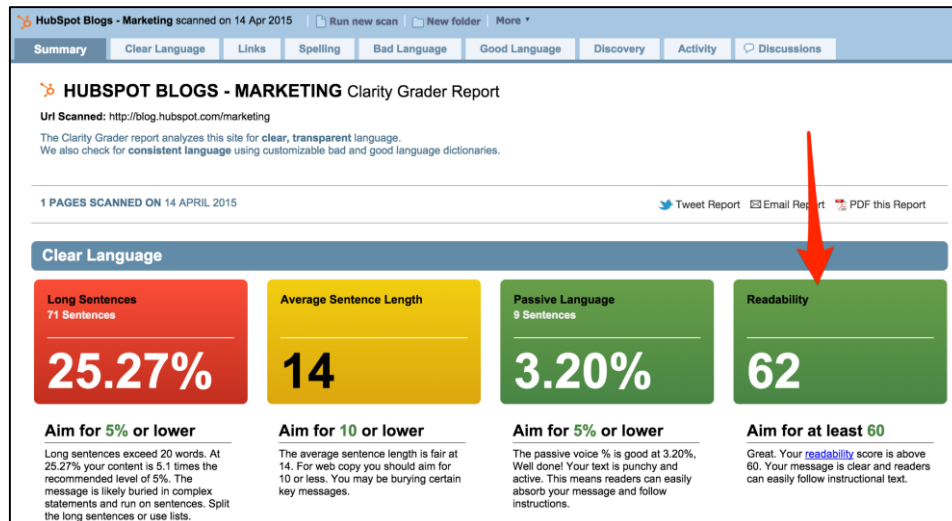 HubSpot Blogs - Marketing scanned on 14 Apr 2015 Run new scan New folder More
Summary Clear Language Links Spelling Bad Language Good Language Discovery Activity Discussions
HUBSPOT BLOGS - MARKETING Clarity Grader Report
Url Scanned: http://blog.hubspot.com/marketing
The Clarity Grader report analyzes this site for clear, transparent language.
We also check for consistent language using customizable bad and good language dictionaries.
1 PAGES SCANNED ON 14 APRIL 2015 Tweet Report Email Report PDF this Report
Clear Language
Long Sentences
71 Sentences
25.27%
Aim for 5% or lower
Long sentences exceed 20 words. At
25.27% your content is 5.1 times the
recommended level of 5%. The
message is likely buried in complex
statements and run on sentences. Split
the long sentences or use lists.
Average Sentence Length
14
Aim for 10 or lower
The average sentence length is fair at
14. For web copy you should aim for
10 or less. You may be burying certain
key messages.
Passive Language
9 Sentences
3.20%
Aim for 5% or lower
The passive voice % is good at 3.20%,
Well done! Your text is punchy and
active. This means readers can easily
absorb your message and follow
instructions.
Readability
62
Aim for at least 60
Great. Your readability score is above
60. Your message is clear and readers
can easily follow instructional text.